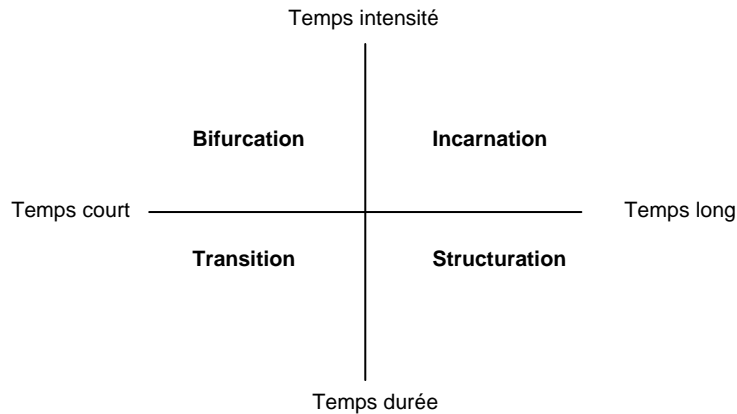 Temps intensité
Bifurcation Incarnation
Temps court Temps long
Transition Structuration
Temps durée